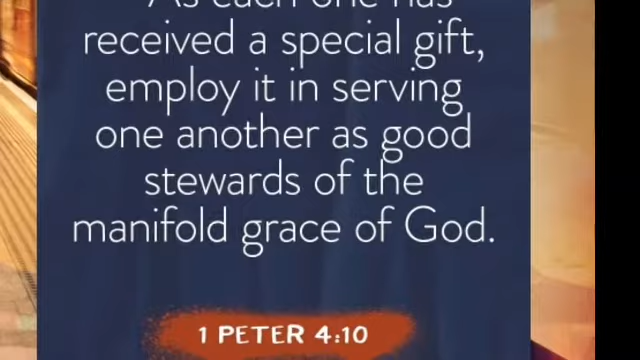 As each one has
received a special gift,
employ it in serving
one another as good
stewards of the
manifold grace of God.
1 PETER 4:10